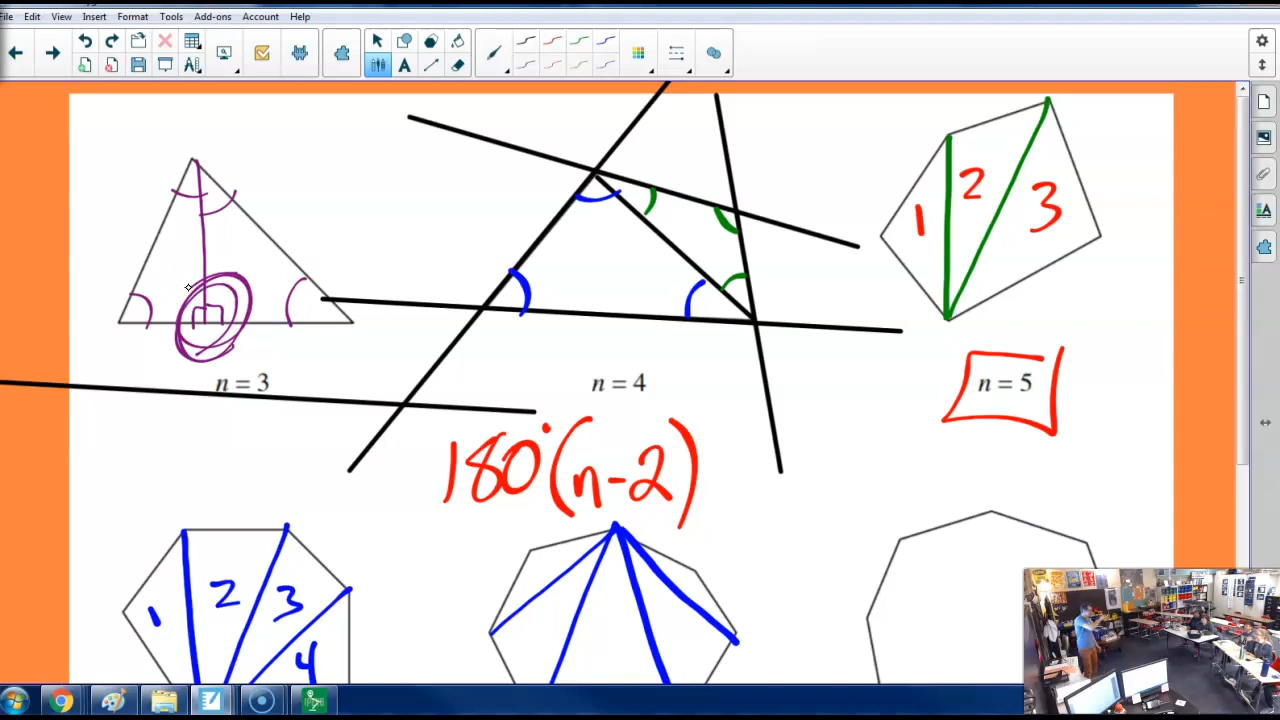 File Edit View Insert Format Tools Add-ons Account Help
1 2 3
n = 3
n = 4
n = 5
180°(n-2)
1 2 3 4